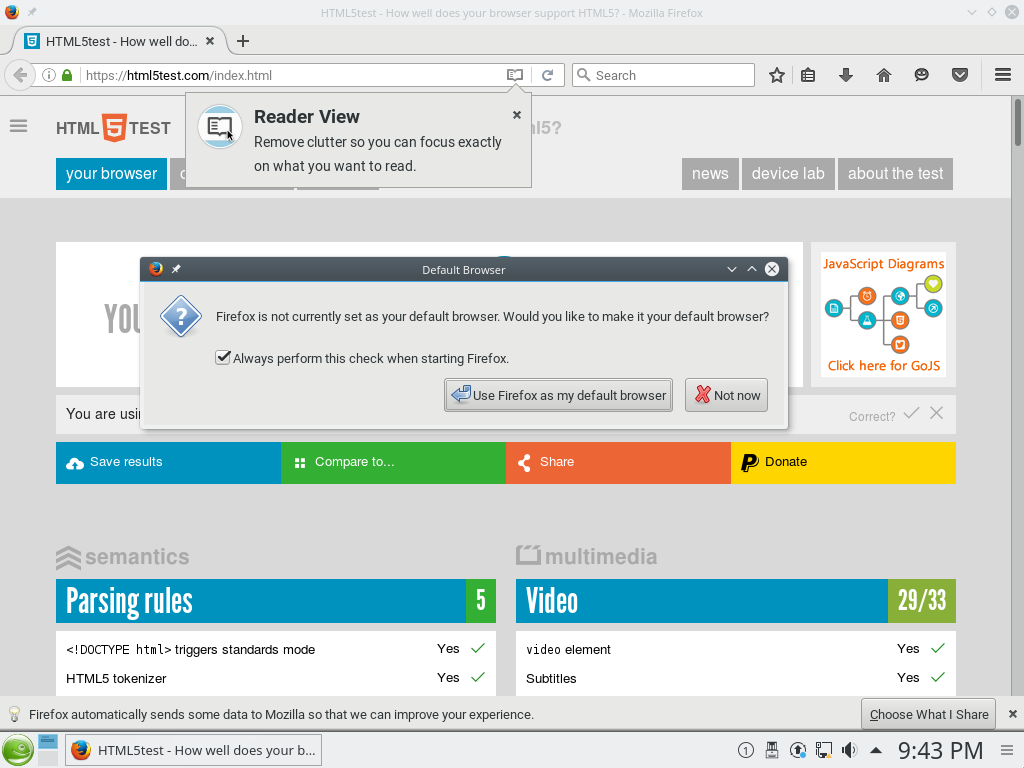 HTML5test - How well does your browser support HTML5? - Mozilla Firefox
HTML5test - How well do...
https://html5test.com/index.html
Search
Reader View
Remove clutter so you can focus exactly
on what you want to read.
HTML 5 TEST
ml5?
your browser
news
device lab
about the test
YOU
JavaScript Diagrams
Click here for GoJS
Default Browser
Firefox is not currently set as your default browser. Would you like to make it your default browser?
Always perform this check when starting Firefox.
Use Firefox as my default browser
Not now
You are usin
Correct?
Save results
Compare to...
Share
Donate
semantics
multimedia
Parsing rules
5
Video
29/33
<!DOCTYPE html> triggers standards mode
Yes
video element
Yes
HTML5 tokenizer
Yes
Subtitles
Yes
Firefox automatically sends some data to Mozilla so that we can improve your experience.
Choose What I Share
HTML5test - How well does your b...
1
9:43 PM